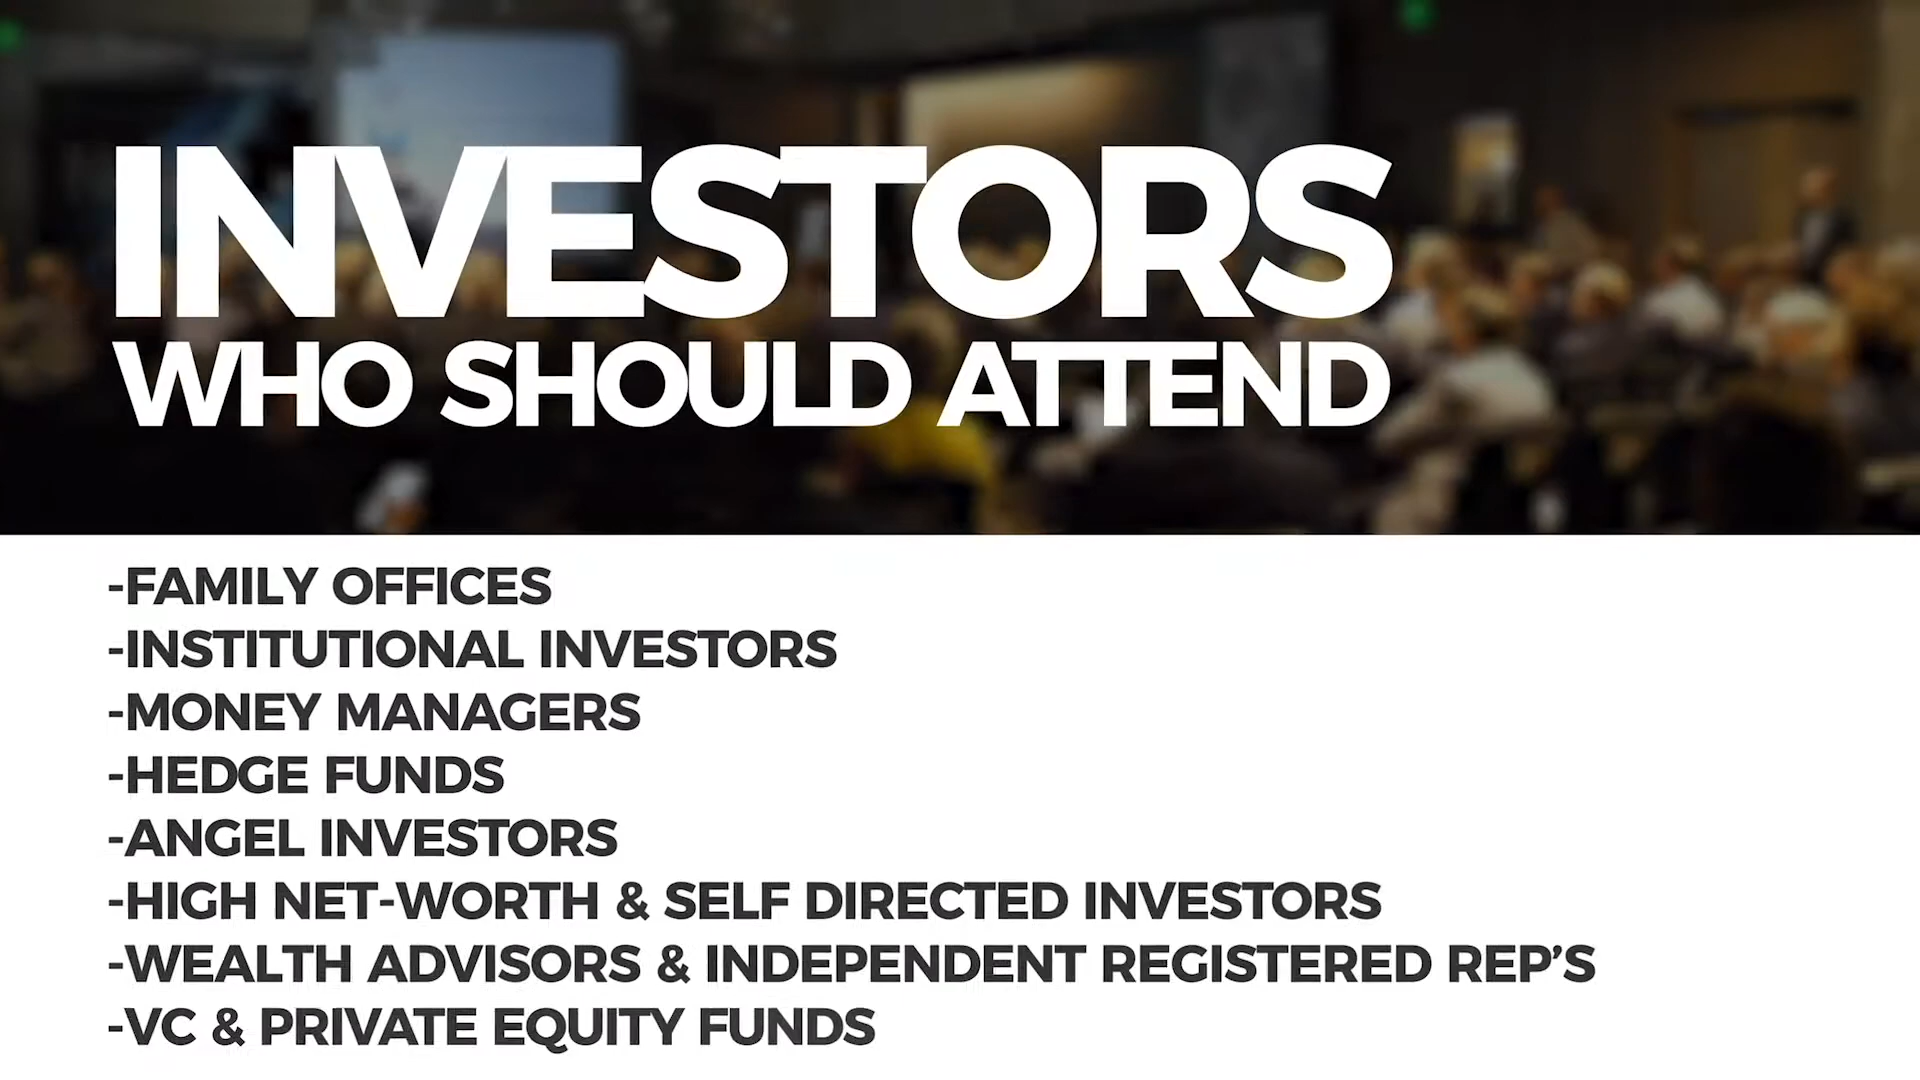 INVESTORS
WHO SHOULD ATTEND
-FAMILY OFFICES
-INSTITUTIONAL INVESTORS
-MONEY MANAGERS
-HEDGE FUNDS
-ANGEL INVESTORS
-HIGH NET-WORTH & SELF DIRECTED INVESTORS
-WEALTH ADVISORS & INDEPENDENT REGISTERED REP’S
-VC & PRIVATE EQUITY FUNDS